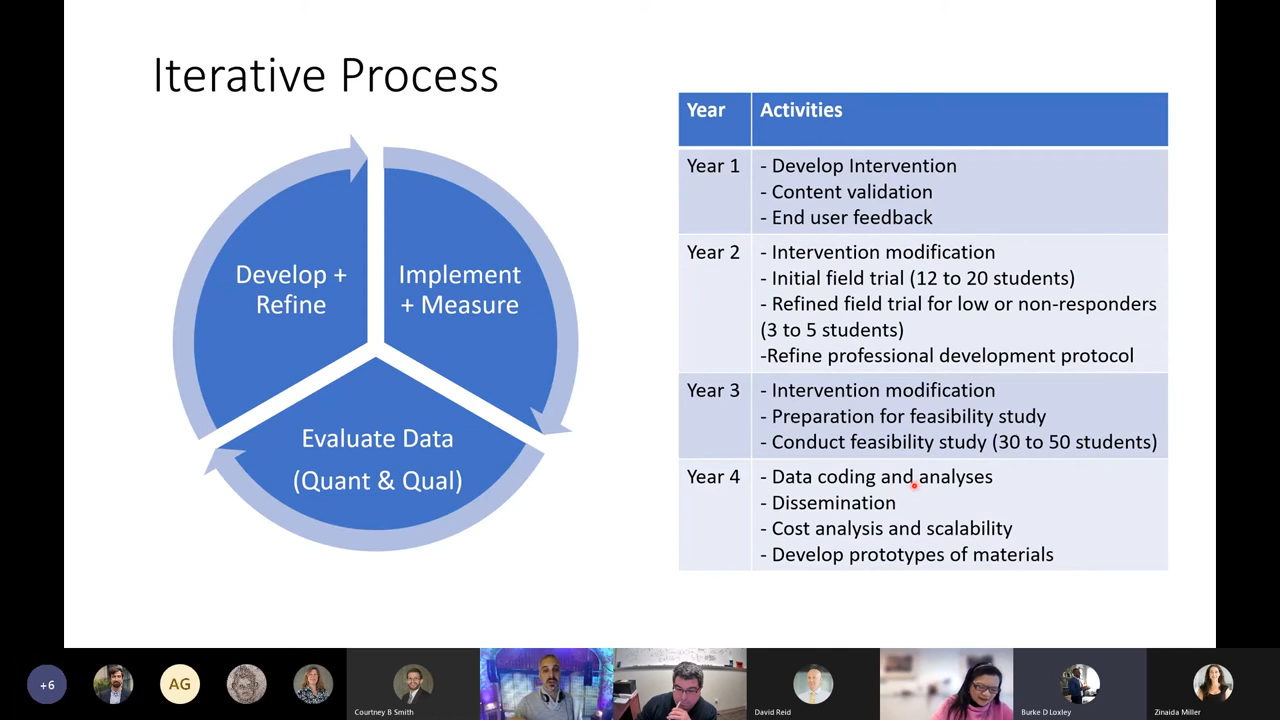 Iterative Process
Develop +
Refine
Implement
+ Measure
Evaluate Data
(Quant & Qual)
Year Activities
Year 1 - Develop Intervention
- Content validation
- End user feedback
Year 2 - Intervention modification
- Initial field trial (12 to 20 students)
- Refined field trial for low or non-responders
(3 to 5 students)
-Refine professional development protocol
Year 3 - Intervention modification
- Preparation for feasibility study
- Conduct feasibility study (30 to 50 students)
Year 4 - Data coding and analyses
- Dissemination
- Cost analysis and scalability
- Develop prototypes of materials
+6
AG
Courtney B Smith
David Reid
Burke D Loxley
Zinaida Miller